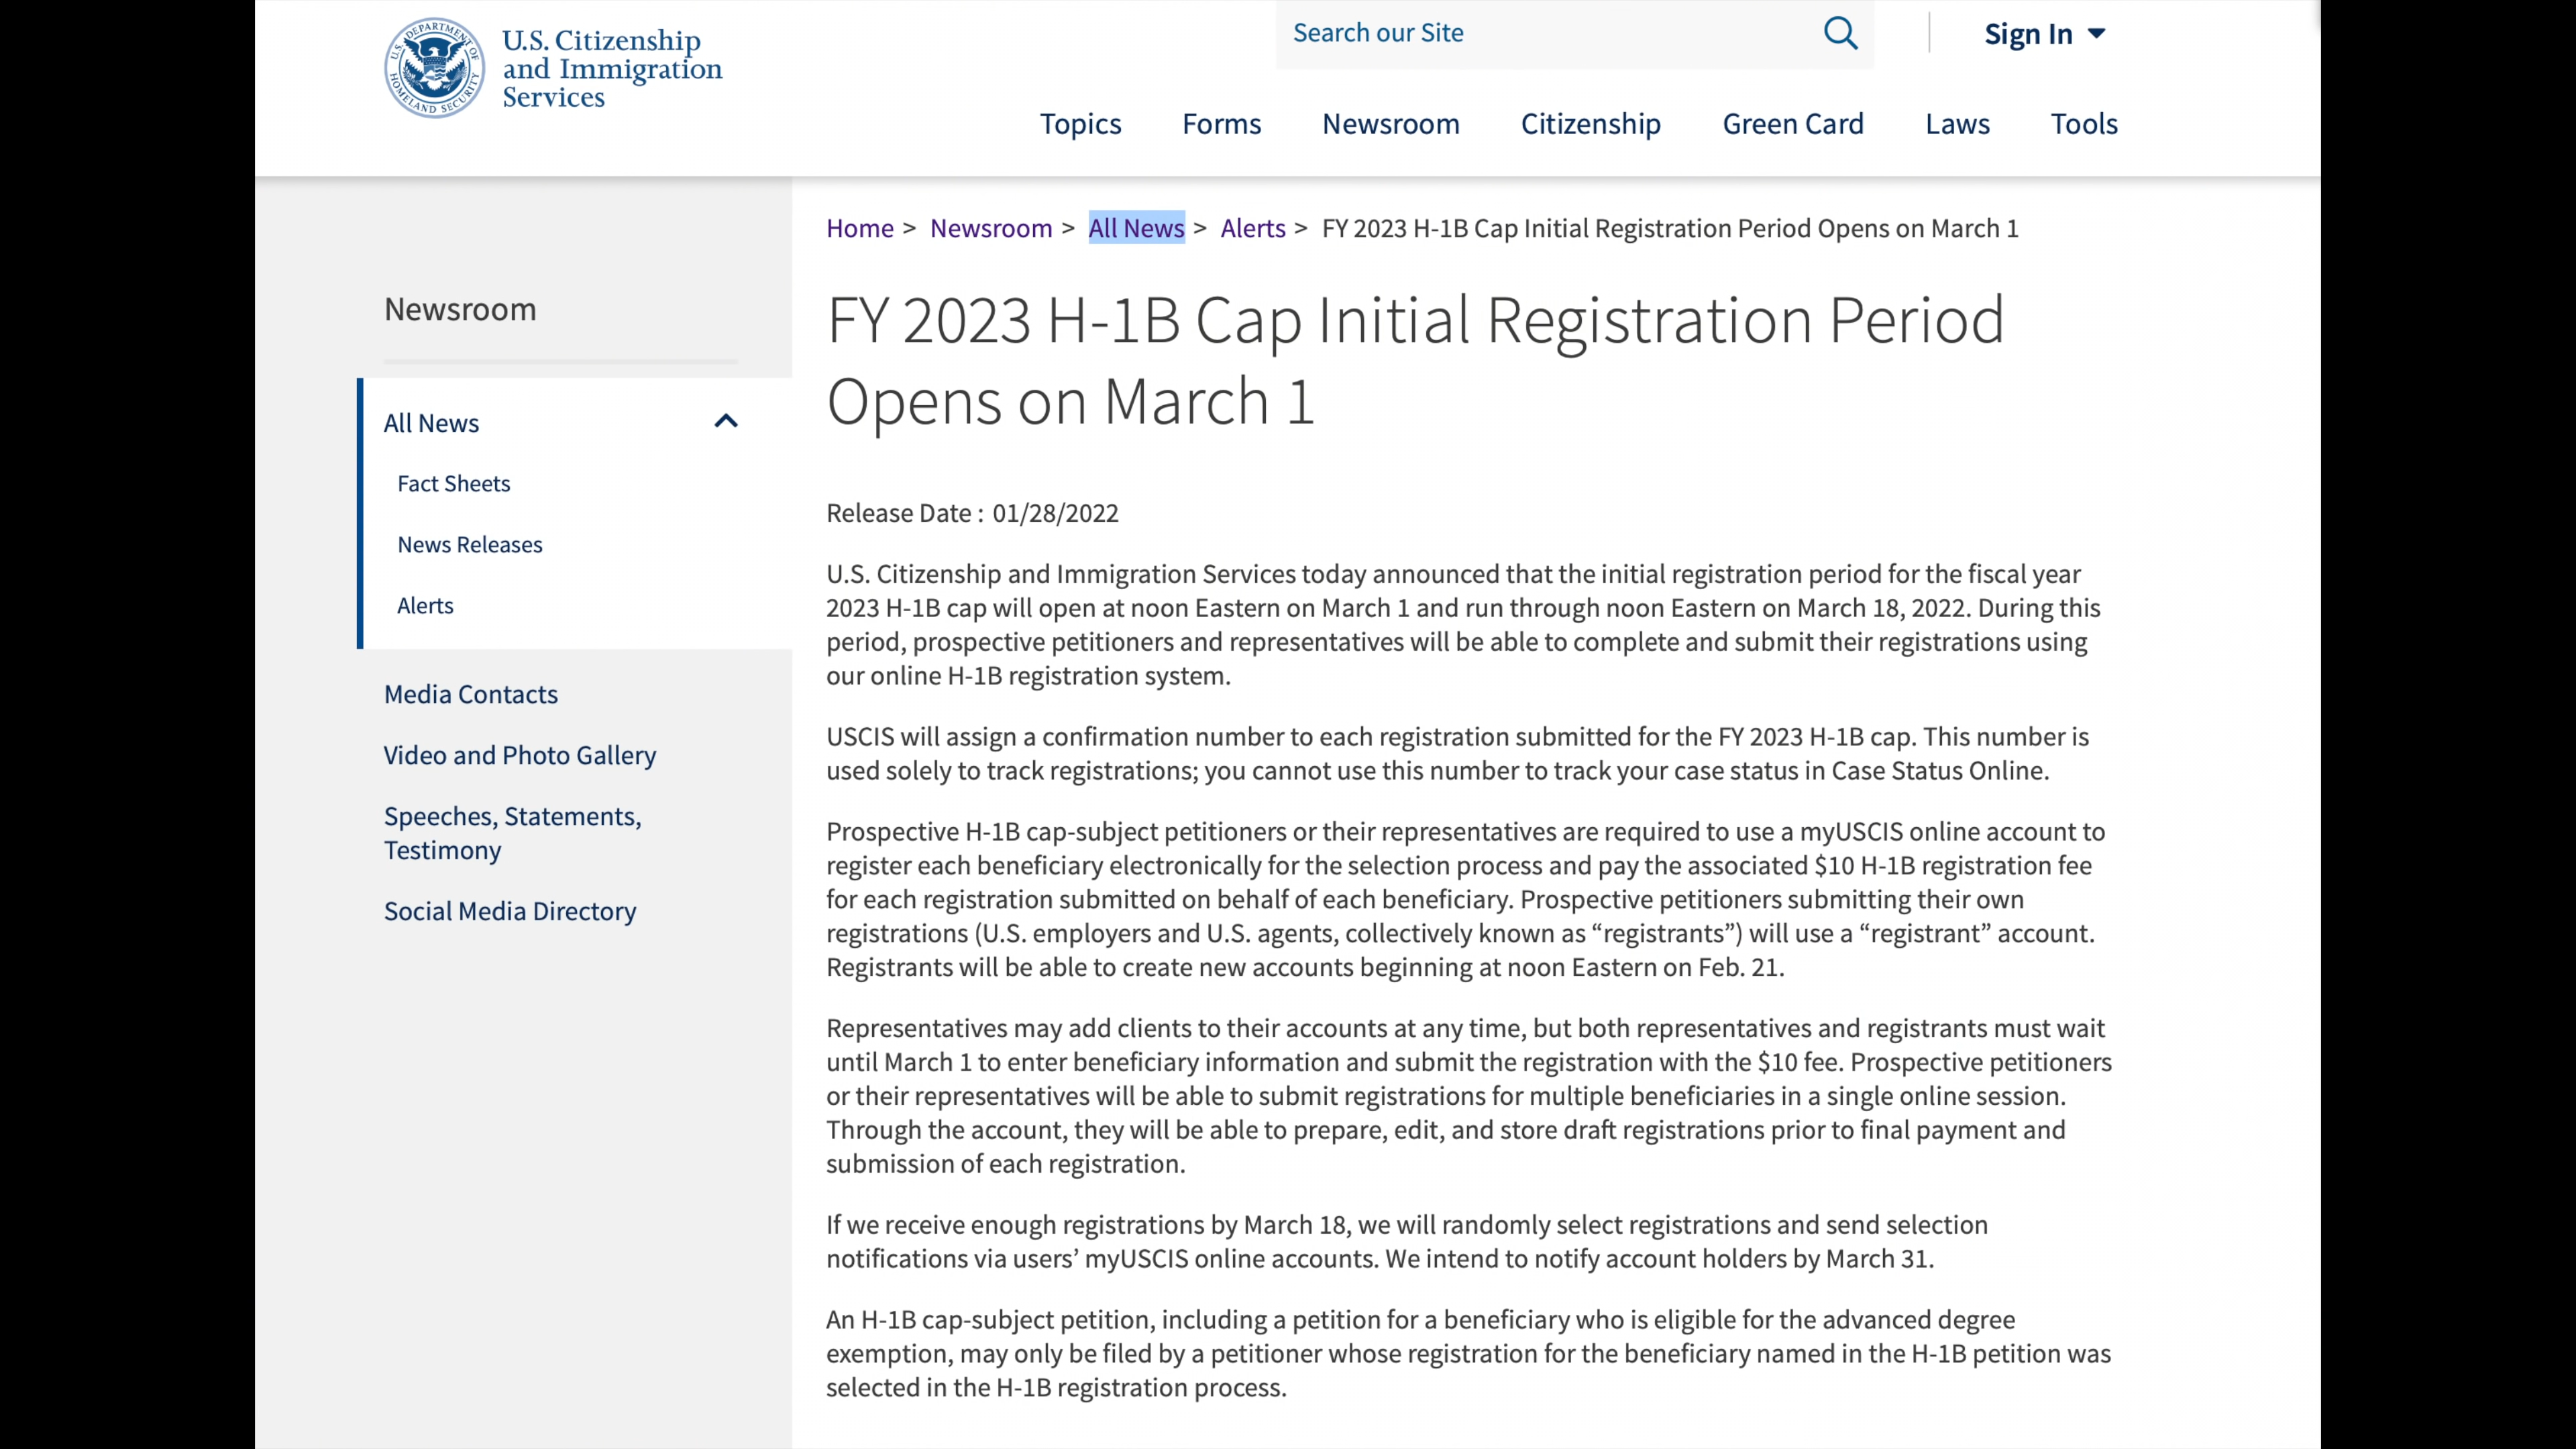 U.S. DEPARTMENT OF
HOMELAND SECURITY
U.S. Citizenship
and Immigration
Services
Search our Site
Sign In
Topics
Forms
Newsroom
Citizenship
Green Card
Laws
Tools
Home > Newsroom > All News > Alerts > FY 2023 H-1B Cap Initial Registration Period Opens on March 1
Newsroom
All News
Fact Sheets
News Releases
Alerts
Media Contacts
Video and Photo Gallery
Speeches, Statements,
Testimony
Social Media Directory
FY 2023 H-1B Cap Initial Registration Period
Opens on March 1
Release Date : 01/28/2022
U.S. Citizenship and Immigration Services today announced that the initial registration period for the fiscal year
2023 H-1B cap will open at noon Eastern on March 1 and run through noon Eastern on March 18, 2022. During this
period, prospective petitioners and representatives will be able to complete and submit their registrations using
our online H-1B registration system.
USCIS will assign a confirmation number to each registration submitted for the FY 2023 H-1B cap. This number is
used solely to track registrations; you cannot use this number to track your case status in Case Status Online.
Prospective H-1B cap-subject petitioners or their representatives are required to use a myUSCIS online account to
register each beneficiary electronically for the selection process and pay the associated $10 H-1B registration fee
for each registration submitted on behalf of each beneficiary. Prospective petitioners submitting their own
registrations (U.S. employers and U.S. agents, collectively known as “registrants”) will use a “registrant” account.
Registrants will be able to create new accounts beginning at noon Eastern on Feb. 21.
Representatives may add clients to their accounts at any time, but both representatives and registrants must wait
until March 1 to enter beneficiary information and submit the registration with the $10 fee. Prospective petitioners
or their representatives will be able to submit registrations for multiple beneficiaries in a single online session.
Through the account, they will be able to prepare, edit, and store draft registrations prior to final payment and
submission of each registration.
If we receive enough registrations by March 18, we will randomly select registrations and send selection
notifications via users’ myUSCIS online accounts. We intend to notify account holders by March 31.
An H-1B cap-subject petition, including a petition for a beneficiary who is eligible for the advanced degree
exemption, may only be filed by a petitioner whose registration for the beneficiary named in the H-1B petition was
selected in the H-1B registration process.